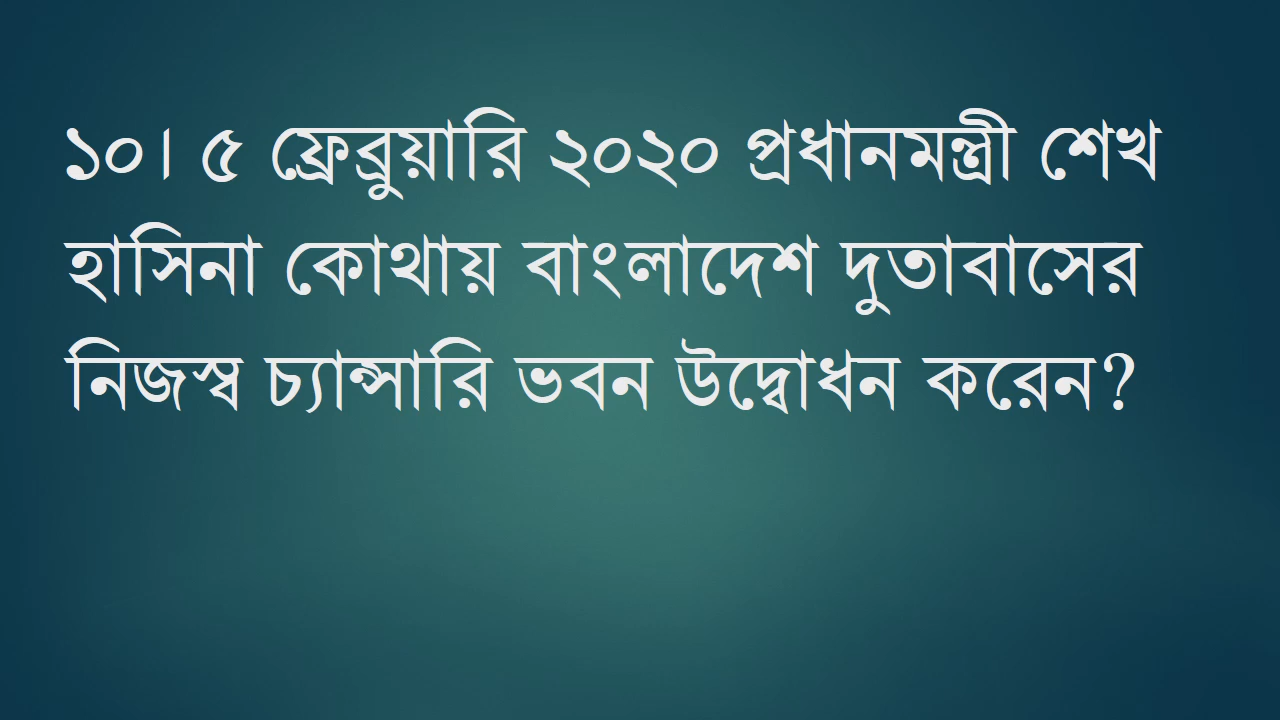 ১০। ৫ ফ্রেব্রুয়ারি ২০২০ প্রধানমন্ত্রী শেখ
হাসিনা কোথায় বাংলাদেশ দুতাবাসের
নিজস্ব চ্যান্সারি ভবন উদ্বোধন করেন?